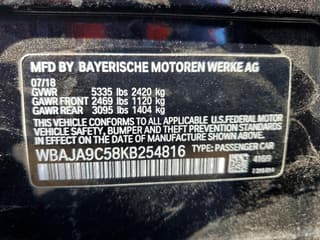 MFD BY BAYERISCHE MOTOREN WERKE AG
07/18
GVWR 5335 lbs 2420 kg
GAWR FRONT 2469 lbs 1120 kg
GAWR REAR 3095 lbs 1404 kg
THIS VEHICLE CONFORMS TO ALL APPLICABLE
U.S. FEDERAL MOTOR VEHICLE SAFETY,
BUMPER, AND THEFT PREVENTION STANDARDS IN EFFECT
ON THE DATE OF MANUFACTURE SHOWN ABOVE.
WBAJA9C58KB254816 TYPE: PASSENGER CAR
416/9